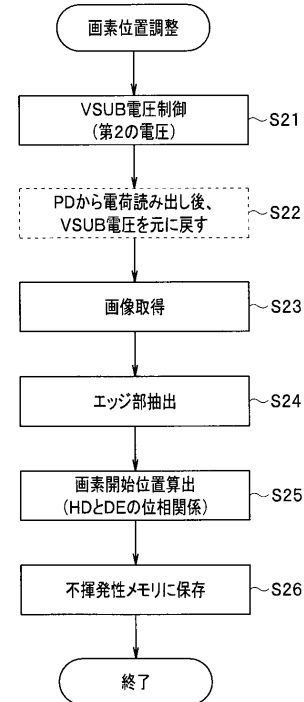 画素位置調整
VSUB電圧制御
(第2の電圧)
S21
PDから電荷読み出し後、
VSUB電圧を元に戻す
S22
画像取得
S23
エッジ部抽出
S24
画素開始位置算出
(HDとDEの位相関係)
S25
不揮発性メモリに保存
S26
終了